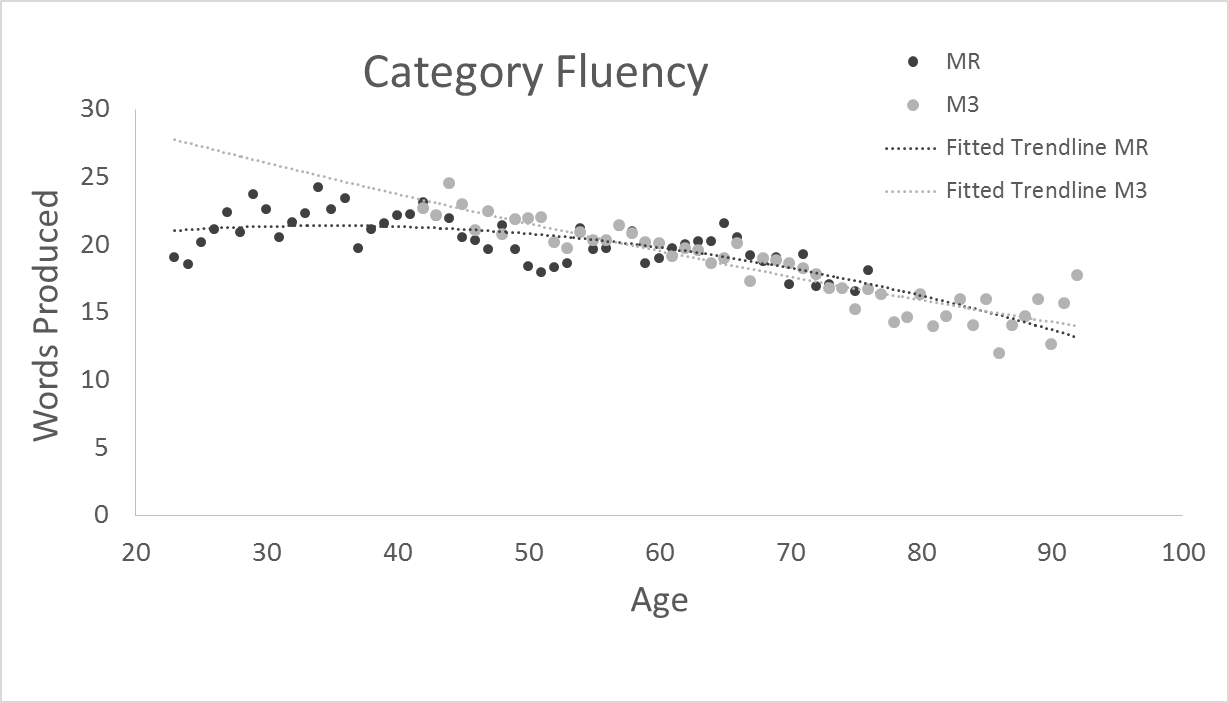 Category Fluency
MR
M3
Fitted Trendline MR
Fitted Trendline M3
30
25
20
15
10
5
0
Words Produced
20 30 40 50 60 70 80 90 100
Age